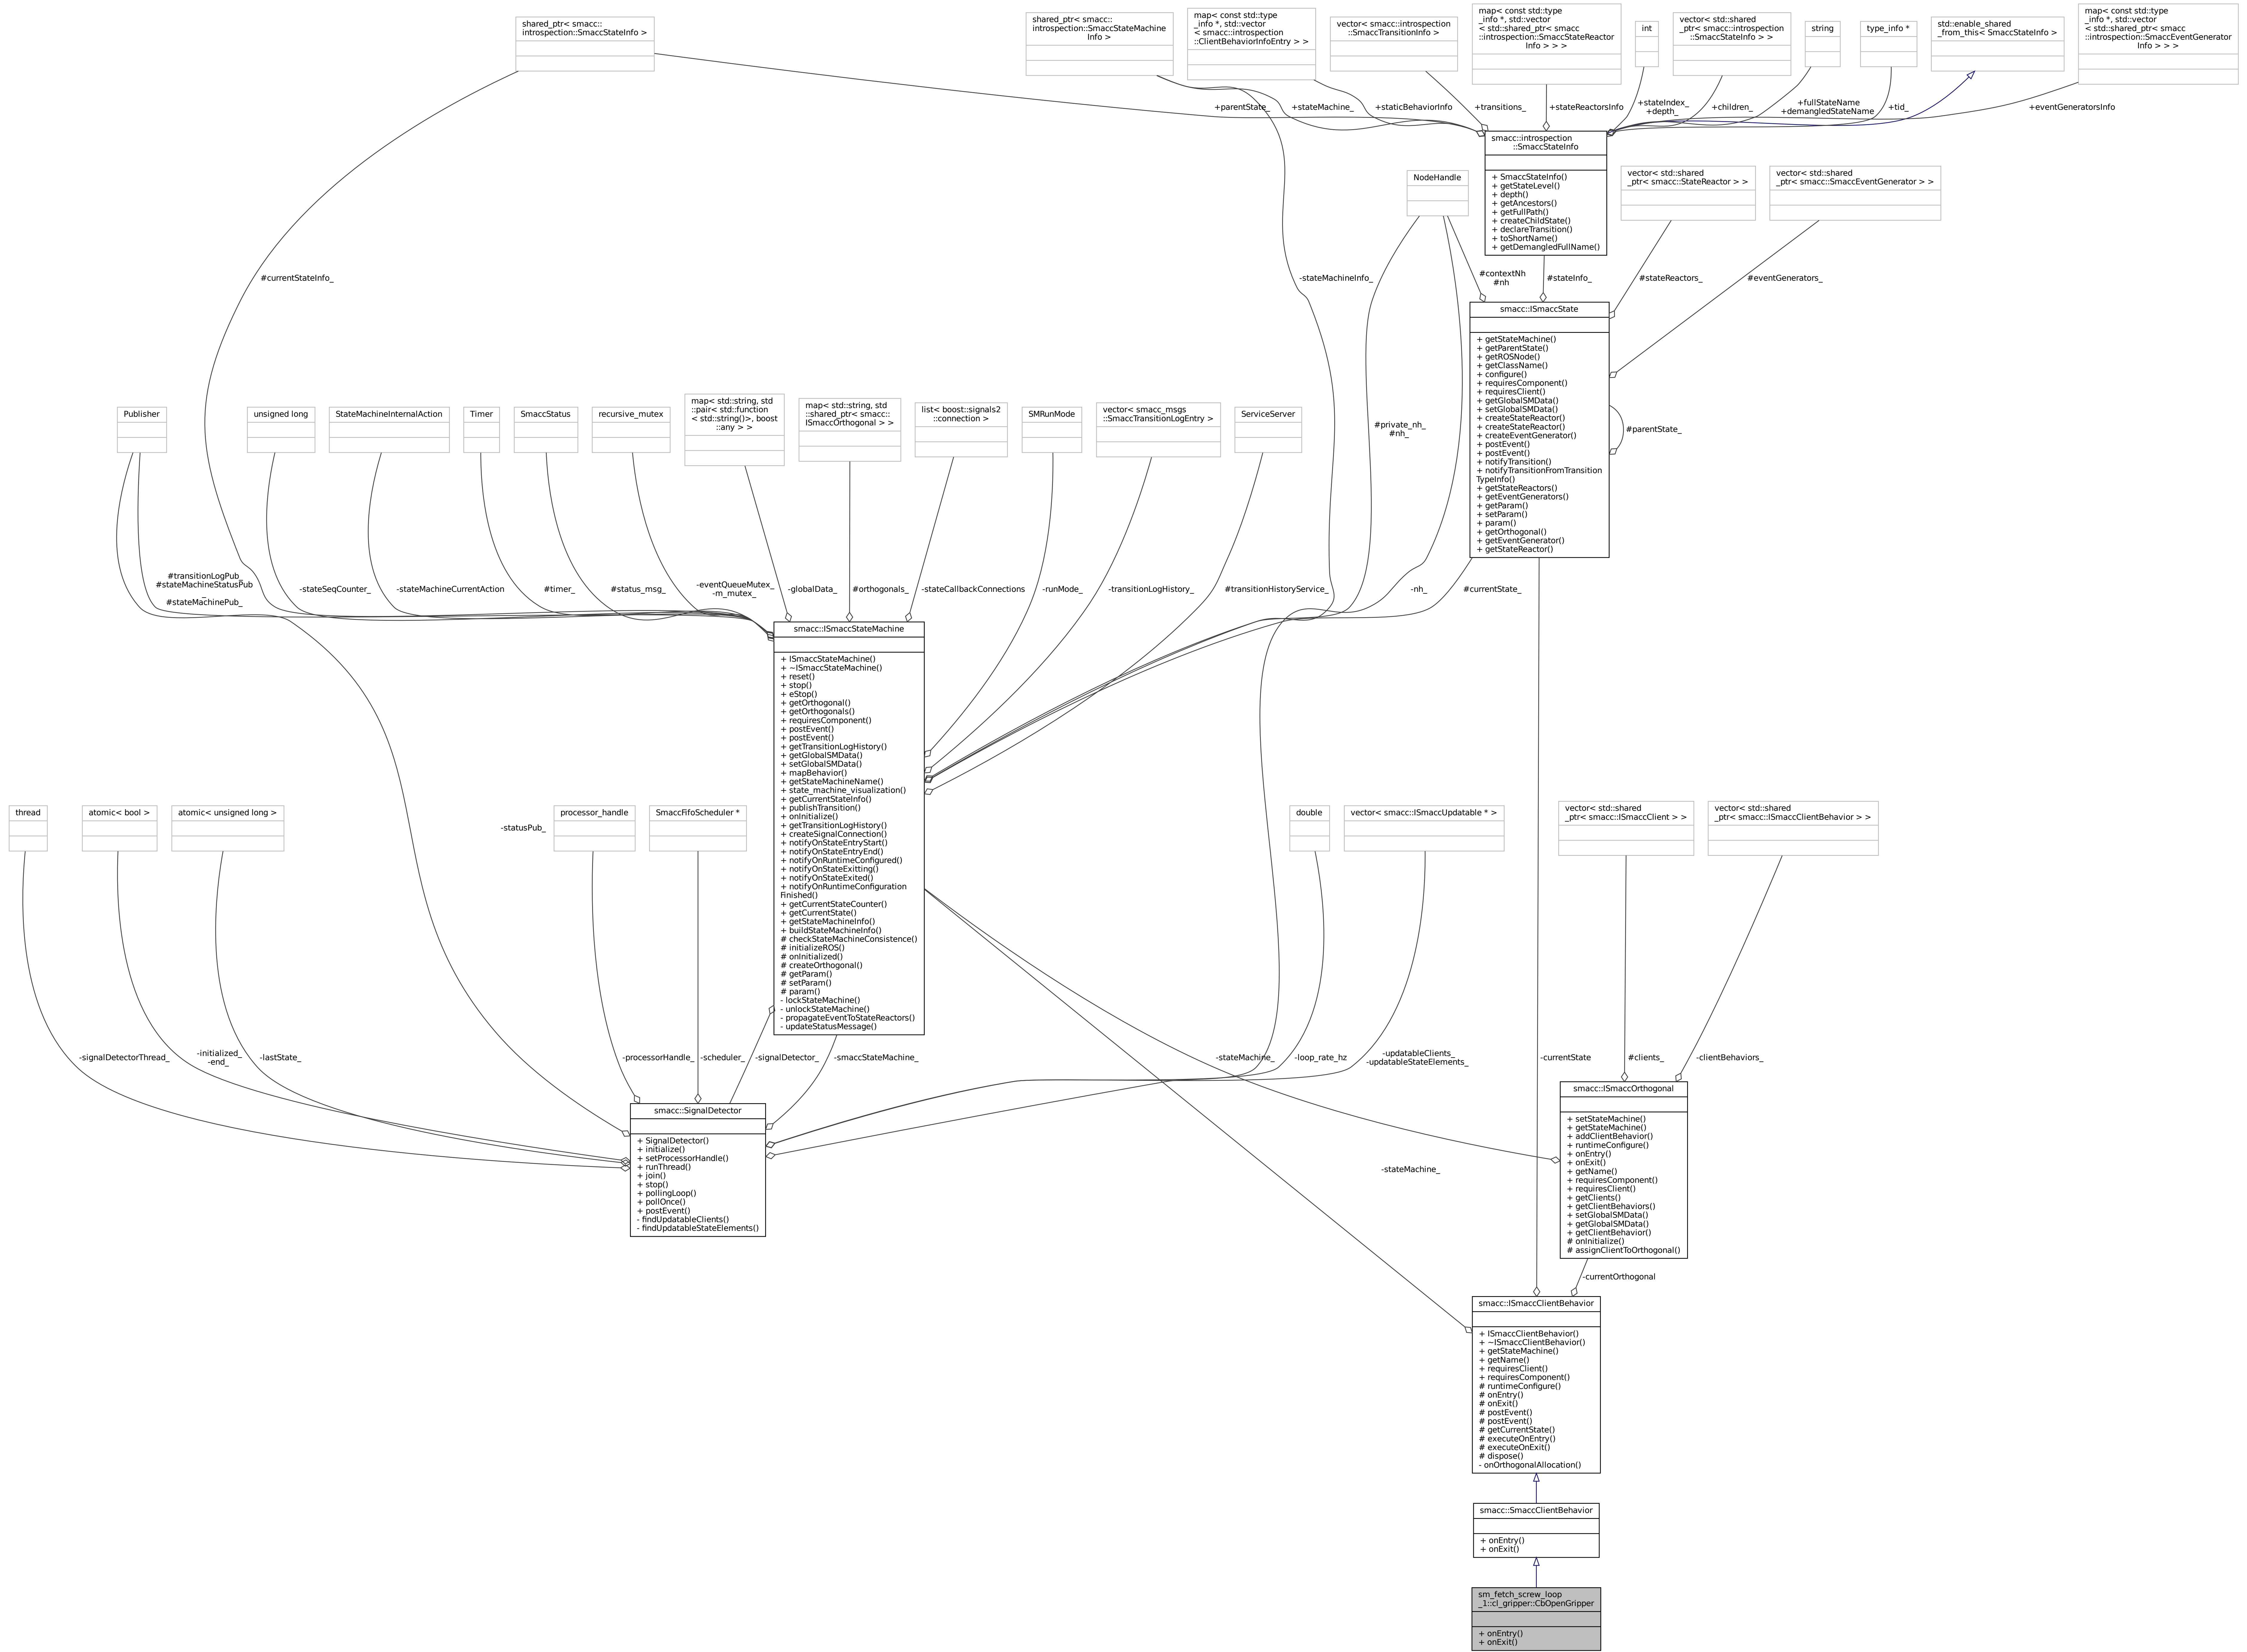 shared_ptr< smacc::
introspection::SmaccStateInfo >
shared_ptr< smacc::
introspection::SmaccStateMachine
Info >
map< const std::type
_info *, std::vector
< smacc::introspection
::ClientBehaviorInfoEntry > >
vector< smacc::introspection
::SmaccTransitionInfo >
map< const std::type
_info *, std::vector
< std::shared_ptr< smacc
::introspection::SmaccStateReactor
Info > > >
int
vector< std::shared
_ptr< smacc::introspection
::SmaccStateInfo > >
string
type_info *
std::enable_shared
_from_this< SmaccStateInfo >
map< const std::type
_info *, std::vector
< std::shared_ptr< smacc
::introspection::SmaccEventGenerator
Info > > >
+parentState_
+stateMachine_
+staticBehaviorInfo
+transitions_
+stateReactorsInfo
+stateIndex_
+depth_
+children_
+fullStateName
+demangledStateName
+tid_
+eventGeneratorsInfo
smacc::introspection
::SmaccStateInfo
+ SmaccStateInfo()
+ getStateLevel()
+ depth()
+ getAncestors()
+ getFullPath()
+ createChildState()
+ declareTransition()
+ toShortName()
+ getDemangledFullName()
NodeHandle
vector< std::shared
_ptr< smacc::StateReactor > >
vector< std::shared
_ptr< smacc::SmaccEventGenerator > >
#currentStateInfo_
-stateMachineInfo_
#contextNh
#nh
#stateInfo_
#stateReactors_
#eventGenerators_
smacc::ISmaccState
+ getStateMachine()
+ getParentState()
+ getROSNode()
+ getClassName()
+ configure()
+ requiresComponent()
+ requiresClient()
+ getGlobalSMData()
+ setGlobalSMData()
+ createStateReactor()
+ createStateReactor()
+ createEventGenerator()
+ postEvent()
+ postEvent()
+ notifyTransition()
+ notifyTransitionFromTransition
TypeInfo()
+ getStateReactors()
+ getEventGenerators()
+ getParam()
+ setParam()
+ param()
+ getOrthogonal()
+ getEventGenerator()
+ getStateReactor()
#parentState_
Publisher
unsigned long
StateMachineInternalAction
Timer
SmaccStatus
recursive_mutex
map< std::string, std
::pair< std::function
< std::string()>, boost
::any > >
map< std::string, std
::shared_ptr< smacc::
ISmaccOrthogonal > >
list< boost::signals2
::connection >
SMRunMode
vector< smacc_msgs
::SmaccTransitionLogEntry >
ServiceServer
#private_nh_
#nh_
#transitionLogPub_
#stateMachineStatusPub
_
#stateMachinePub_
-stateSeqCounter_
-stateMachineCurrentAction
#timer_
#status_msg_
-eventQueueMutex_
-m_mutex_
-globalData_
#orthogonals_
-stateCallbackConnections
-runMode_
-transitionLogHistory_
#transitionHistoryService_
-nh_
#currentState_
smacc::ISmaccStateMachine
+ ISmaccStateMachine()
+ ~ISmaccStateMachine()
+ reset()
+ stop()
+ eStop()
+ getOrthogonal()
+ getOrthogonals()
+ requiresComponent()
+ postEvent()
+ postEvent()
+ getTransitionLogHistory()
+ getGlobalSMData()
+ setGlobalSMData()
+ mapBehavior()
+ getStateMachineName()
+ state_machine_visualization()
+ getCurrentStateInfo()
+ publishTransition()
+ onInitialize()
+ getTransitionLogHistory()
+ createSignalConnection()
+ notifyOnStateEntryStart()
+ notifyOnStateEntryEnd()
+ notifyOnRuntimeConfigured()
+ notifyOnStateExitting()
+ notifyOnStateExited()
+ notifyOnRuntimeConfiguration
Finished()
+ getCurrentStateCounter()
+ getCurrentState()
+ getStateMachineInfo()
+ buildStateMachineInfo()
# checkStateMachineConsistence()
# initializeROS()
# onInitialized()
# createOrthogonal()
# getParam()
# setParam()
# param()
- lockStateMachine()
- unlockStateMachine()
- propagateEventToStateReactors()
- updateStatusMessage()
thread
atomic< bool >
atomic< unsigned long >
-statusPub_
processor_handle
SmaccFifoScheduler *
double
vector< smacc::ISmaccUpdatable * >
vector< std::shared
_ptr< smacc::ISmaccClient > >
vector< std::shared
_ptr< smacc::ISmaccClientBehavior > >
-signalDetectorThread_
-initialized_
-end_
-lastState_
-processorHandle_
-scheduler_
-signalDetector_
-smaccStateMachine_
-stateMachine_
-loop_rate_hz
-updatableClients_
-updatableStateElements_
-currentState
#clients_
-clientBehaviors_
smacc::SignalDetector
+ SignalDetector()
+ initialize()
+ setProcessorHandle()
+ runThread()
+ join()
+ stop()
+ pollingLoop()
+ pollOnce()
+ postEvent()
- findUpdatableClients()
- findUpdatableStateElements()
smacc::ISmaccOrthogonal
+ setStateMachine()
+ getStateMachine()
+ addClientBehavior()
+ runtimeConfigure()
+ onEntry()
+ onExit()
+ getName()
+ requiresComponent()
+ requiresClient()
+ getClients()
+ getClientBehaviors()
+ setGlobalSMData()
+ getGlobalSMData()
+ getClientBehavior()
# onInitialize()
# assignClientToOrthogonal()
-stateMachine_
-currentOrthogonal
smacc::ISmaccClientBehavior
+ ISmaccClientBehavior()
+ ~ISmaccClientBehavior()
+ getStateMachine()
+ getName()
+ requiresClient()
+ requiresComponent()
# runtimeConfigure()
# onEntry()
# onExit()
# postEvent()
# postEvent()
# getCurrentState()
# executeOnEntry()
# executeOnExit()
# dispose()
- onOrthogonalAllocation()
smacc::SmaccClientBehavior
+ onEntry()
+ onExit()
sm_fetch_screw_loop
_1::cl_gripper::CbOpenGripper
+ onEntry()
+ onExit()